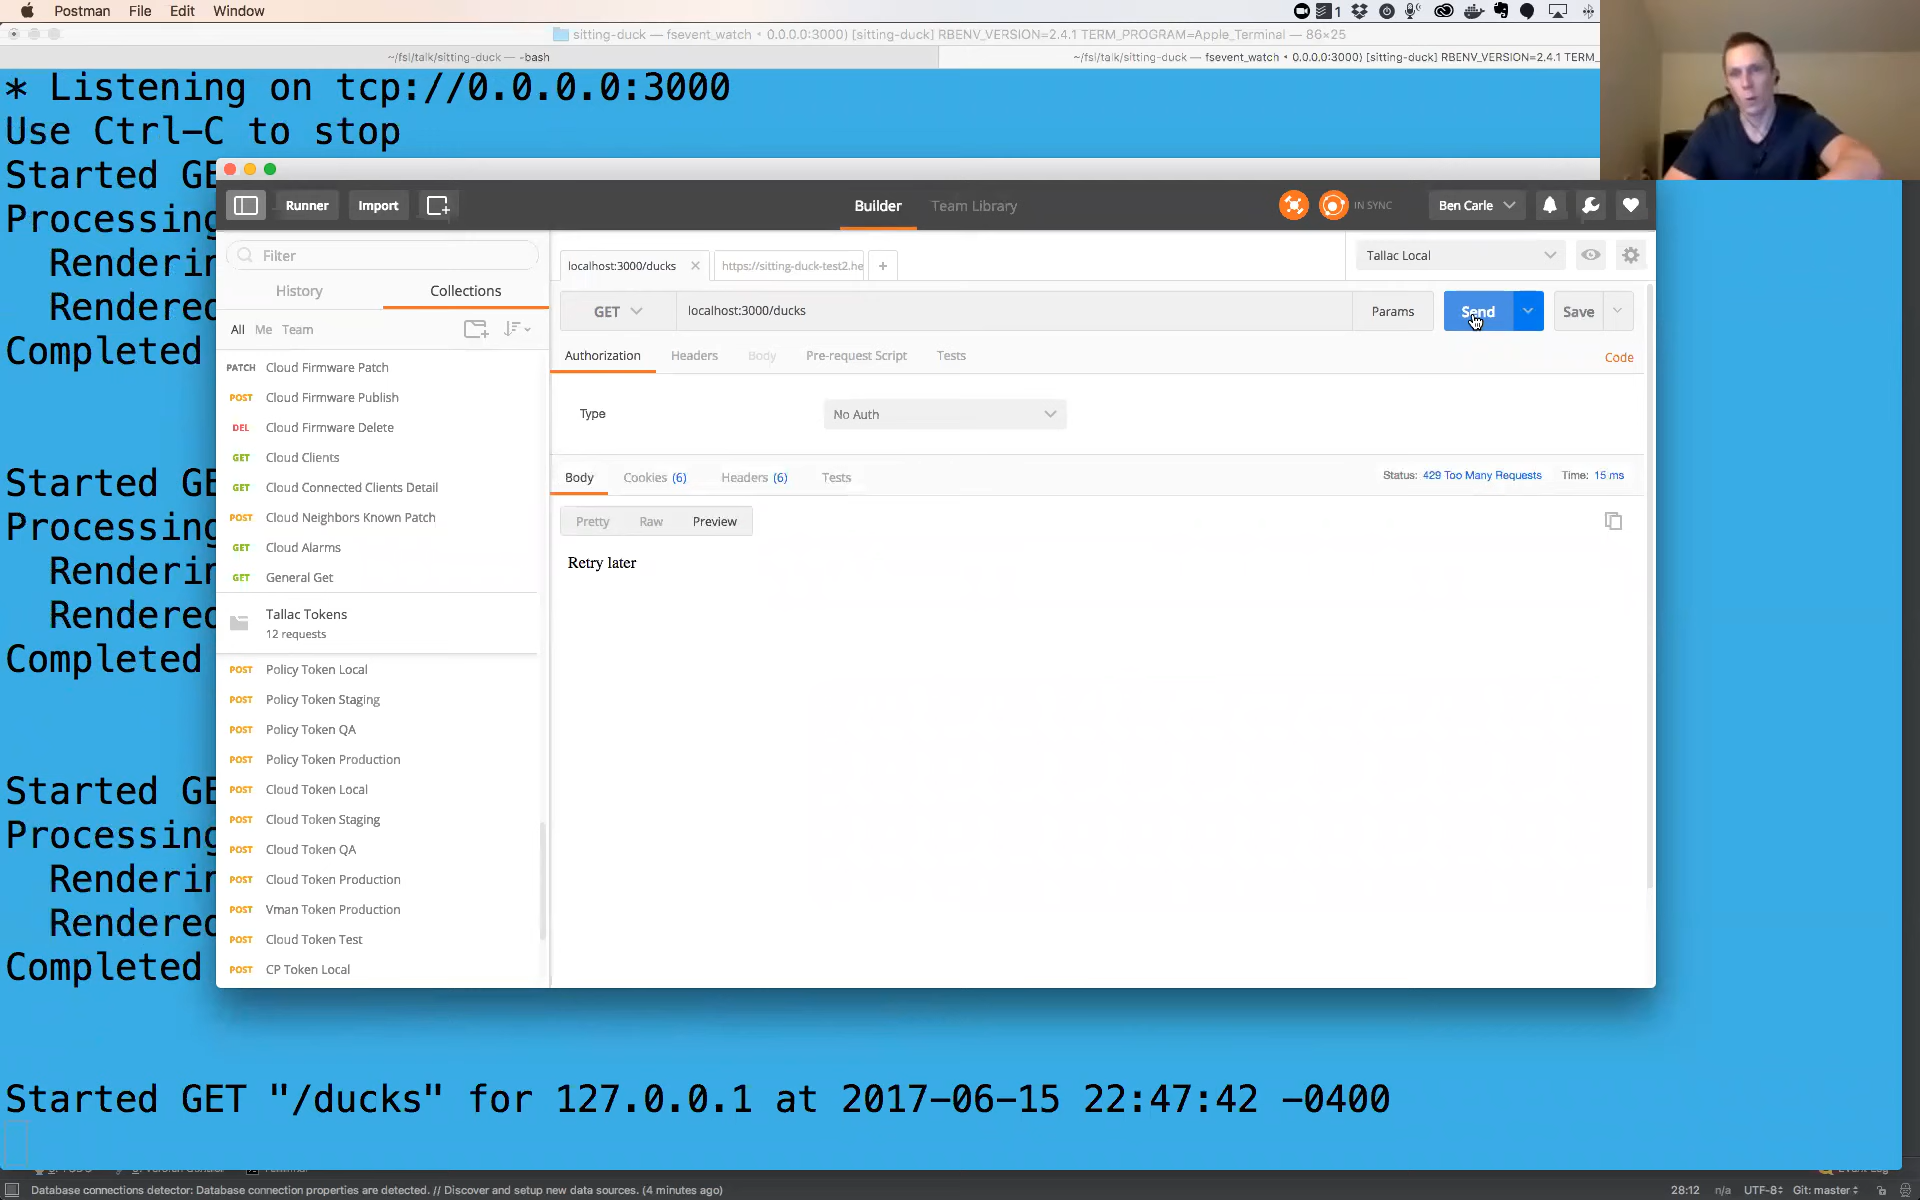 Postman File Edit Window
1
sitting-duck — fsevent_watch • 0.0.0.0:3000) [sitting-duck] RBENV_VERSION=2.4.1 TERM_PROGRAM=Apple_Terminal — 86×25
~/fsl/talk/sitting-duck — -bash
~/fsl/talk/sitting-duck — fsevent_watch • 0.0.0.0:3000) [sitting-duck] RBENV_VERSION=2.4.1 TERM_
* Listening on tcp://0.0.0.0:3000
Use Ctrl-C to stop
Started GE
Processing
Renderin
Rendered
Completed
Started GE
Processing
Renderin
Rendered
Completed
Started GE
Processing
Renderin
Rendered
Completed
Started GET "/ducks" for 127.0.0.1 at 2017-06-15 22:47:42 -0400
Runner Import
Builder Team Library
IN SYNC
Ben Carle
Filter
History Collections
All Me Team
PATCH Cloud Firmware Patch
POST Cloud Firmware Publish
DEL Cloud Firmware Delete
GET Cloud Clients
GET Cloud Connected Clients Detail
POST Cloud Neighbors Known Patch
GET Cloud Alarms
GET General Get
Tallac Tokens
12 requests
POST Policy Token Local
POST Policy Token Staging
POST Policy Token QA
POST Policy Token Production
POST Cloud Token Local
POST Cloud Token Staging
POST Cloud Token QA
POST Cloud Token Production
POST Vman Token Production
POST Cloud Token Test
POST CP Token Local
localhost:3000/ducks https://sitting-duck-test2.he +
Tallac Local
GET localhost:3000/ducks Params Send Save
Authorization Headers Body Pre-request Script Tests Code
Type No Auth
Body Cookies (6) Headers (6) Tests Status: 429 Too Many Requests Time: 15 ms
Pretty Raw Preview
Retry later
Database connections detector: Database connection properties are detected. // Discover and setup new data sources. (4 minutes ago)
28:12 n/a UTF-8 Git: master